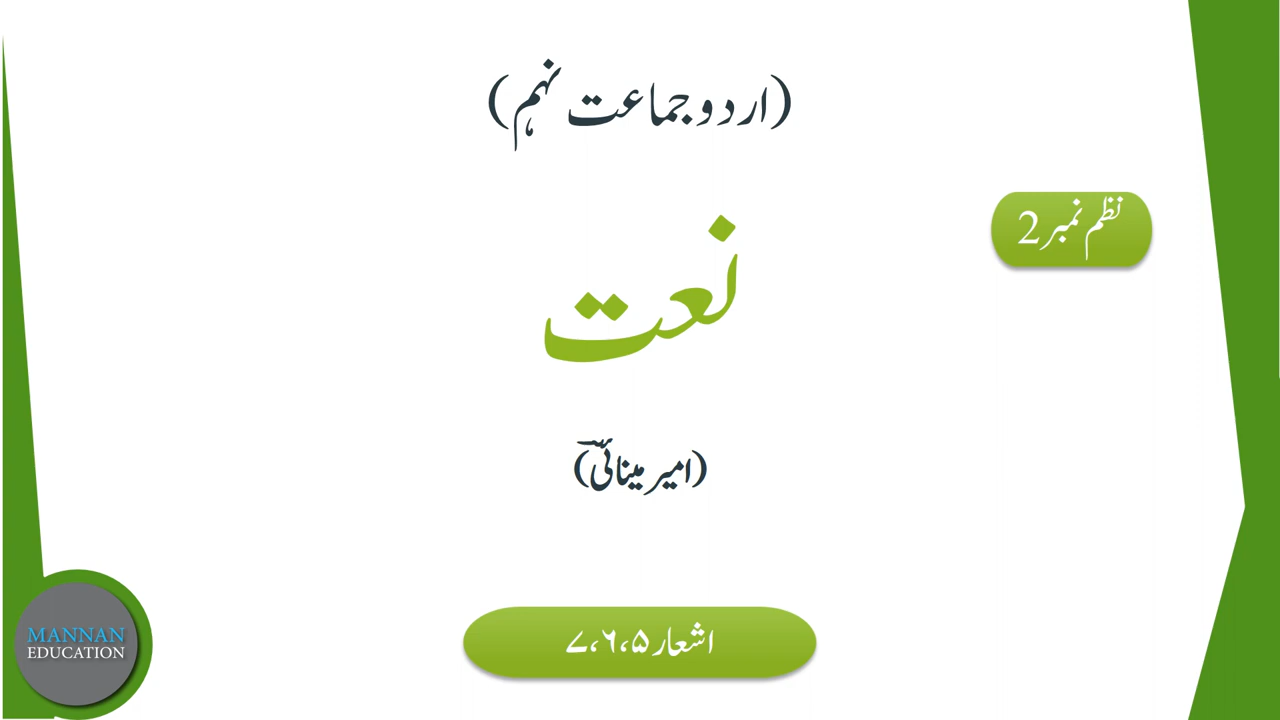 (اردو جماعت نہم)
نظم نمبر 2
نعت
(امیر مینائیؔ)
اشعار ۵،۶،۷
MANNAN
EDUCATION